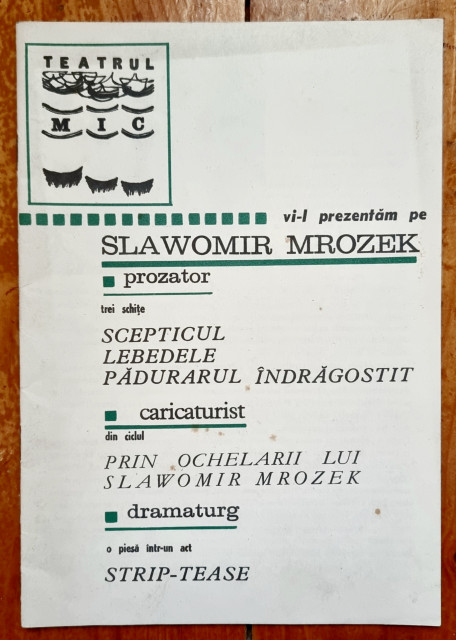 TEATRUL
MIC
vi-l prezentăm pe
SLAWOMIR MROZEK
prozator
trei schițe
SCEPTICUL
LEBEDELE
PĂDURARUL ÎNDRĂGOSTIT
caricaturist
din ciclul
PRIN OCHELARII LUI
SLAWOMIR MROZEK
dramaturg
o piesă într-un act
STRIP-TEASE